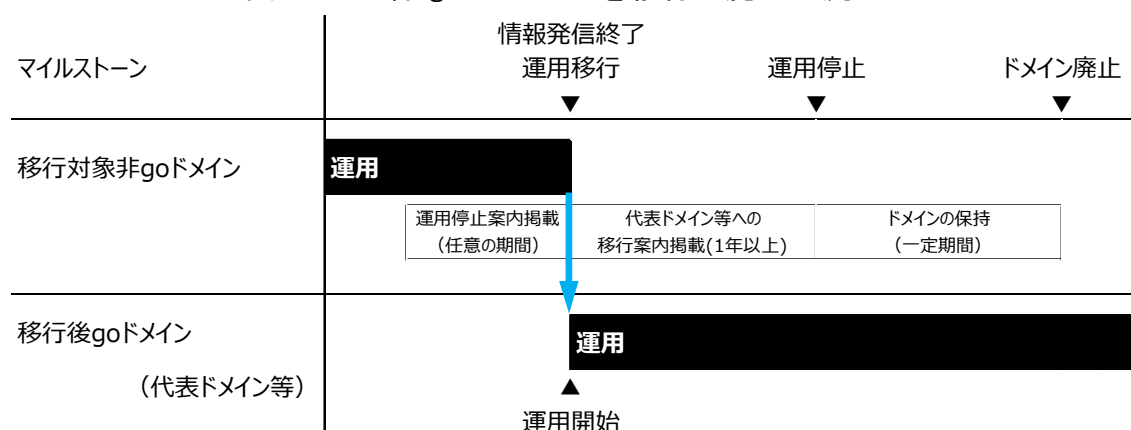 情報発信終了
マイルストーン 運用移行 運用停止 ドメイン廃止
▼ ▼ ▼
移行対象非goドメイン 運用
運用停止案内掲載 代表ドメイン等への ドメインの保持
（任意の期間） 移行案内掲載(1年以上) （一定期間）
移行後goドメイン 運用
（代表ドメイン等） ▲
運用開始